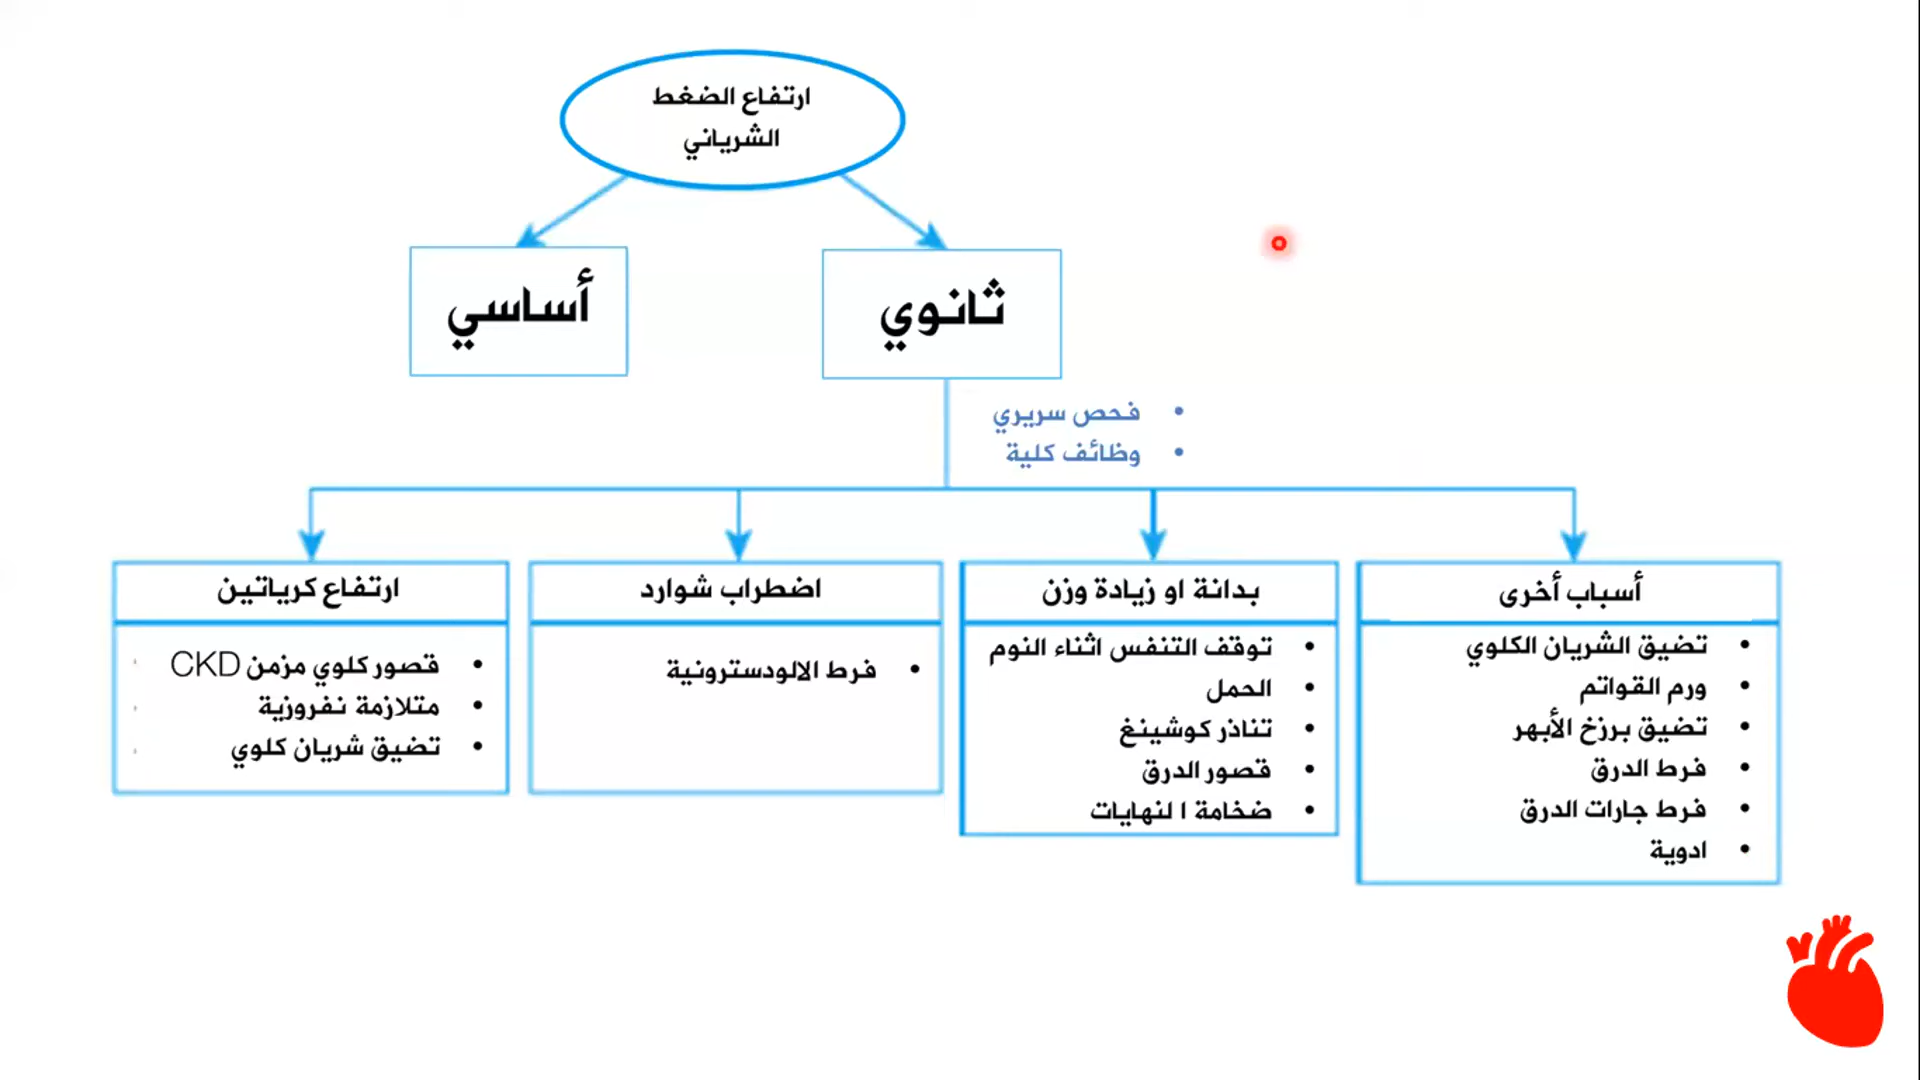 ارتفاع الضغط
الشرياني
ثانوي
أساسي
• فحص سريري
• وظائف كلية
أسباب أخرى
• تضيق الشريان الكلوي
• ورم القواتم
• تضيق برزخ الأبهر
• فرط الدرق
• فرط جارات الدرق
• ادوية
بدانة او زيادة وزن
• توقف التنفس اثناء النوم
• الحمل
• تناذر كوشينغ
• قصور الدرق
• ضخامة ا لنهايات
اضطراب شوارد
• فرط الالودسترونية
ارتفاع كرياتين
• قصور كلوي مزمن CKD
• متلازمة نفروزية
• تضيق شريان كلوي